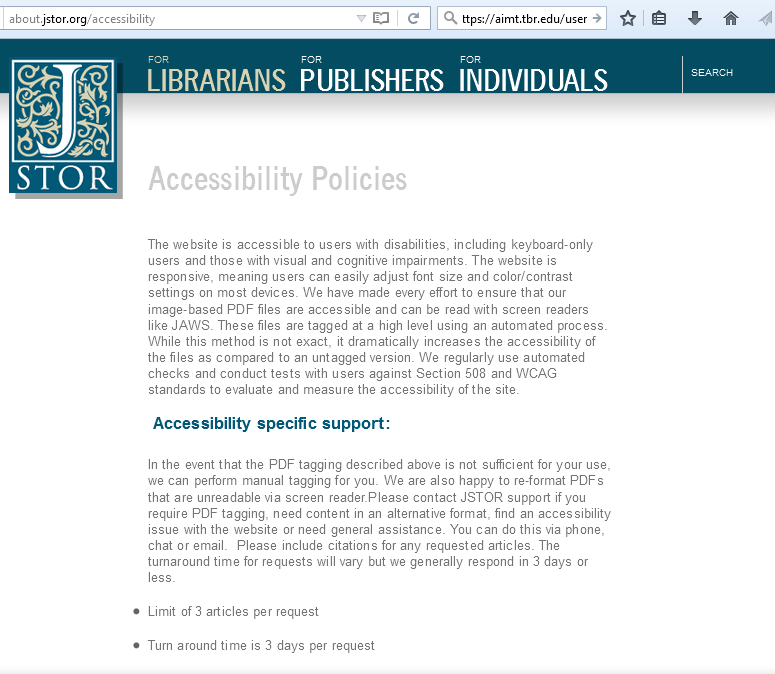 about.jstor.org/accessibility
ttps://aimt.tbr.edu/user
FOR LIBRARIANS
FOR PUBLISHERS
FOR INDIVIDUALS
SEARCH
J
STOR
Accessibility Policies
The website is accessible to users with disabilities, including keyboard-only
users and those with visual and cognitive impairments. The website is
responsive, meaning users can easily adjust font size and color/contrast
settings on most devices. We have made every effort to ensure that our
image-based PDF files are accessible and can be read with screen readers
like JAWS. These files are tagged at a high level using an automated process.
While this method is not exact, it dramatically increases the accessibility of
the files as compared to an untagged version. We regularly use automated
checks and conduct tests with users against Section 508 and WCAG
standards to evaluate and measure the accessibility of the site.
Accessibility specific support:
In the event that the PDF tagging described above is not sufficient for your use,
we can perform manual tagging for you. We are also happy to re-format PDFs
that are unreadable via screen reader.Please contact JSTOR support if you
require PDF tagging, need content in an alternative format, find an accessibility
issue with the website or need general assistance. You can do this via phone,
chat or email.  Please include citations for any requested articles. The
turnaround time for requests will vary but we generally respond in 3 days or
less.
Limit of 3 articles per request
Turn around time is 3 days per request